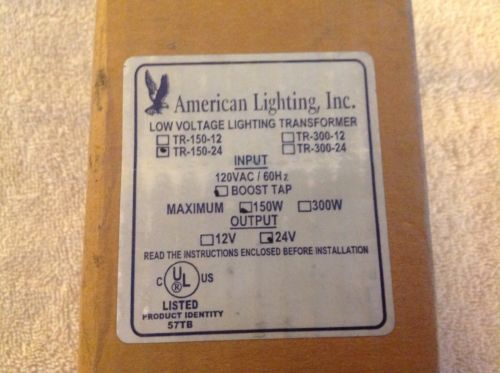 American Lighting, Inc.
LOW VOLTAGE LIGHTING TRANSFORMER
TR-150-12 TR-300-12
TR-150-24 TR-300-24
INPUT
120VAC / 60Hz
BOOST TAP
MAXIMUM 150W 300W
OUTPUT
12V 24V
READ THE INSTRUCTIONS ENCLOSED BEFORE INSTALLATION
C UL US
®
LISTED
PRODUCT IDENTITY
57TB